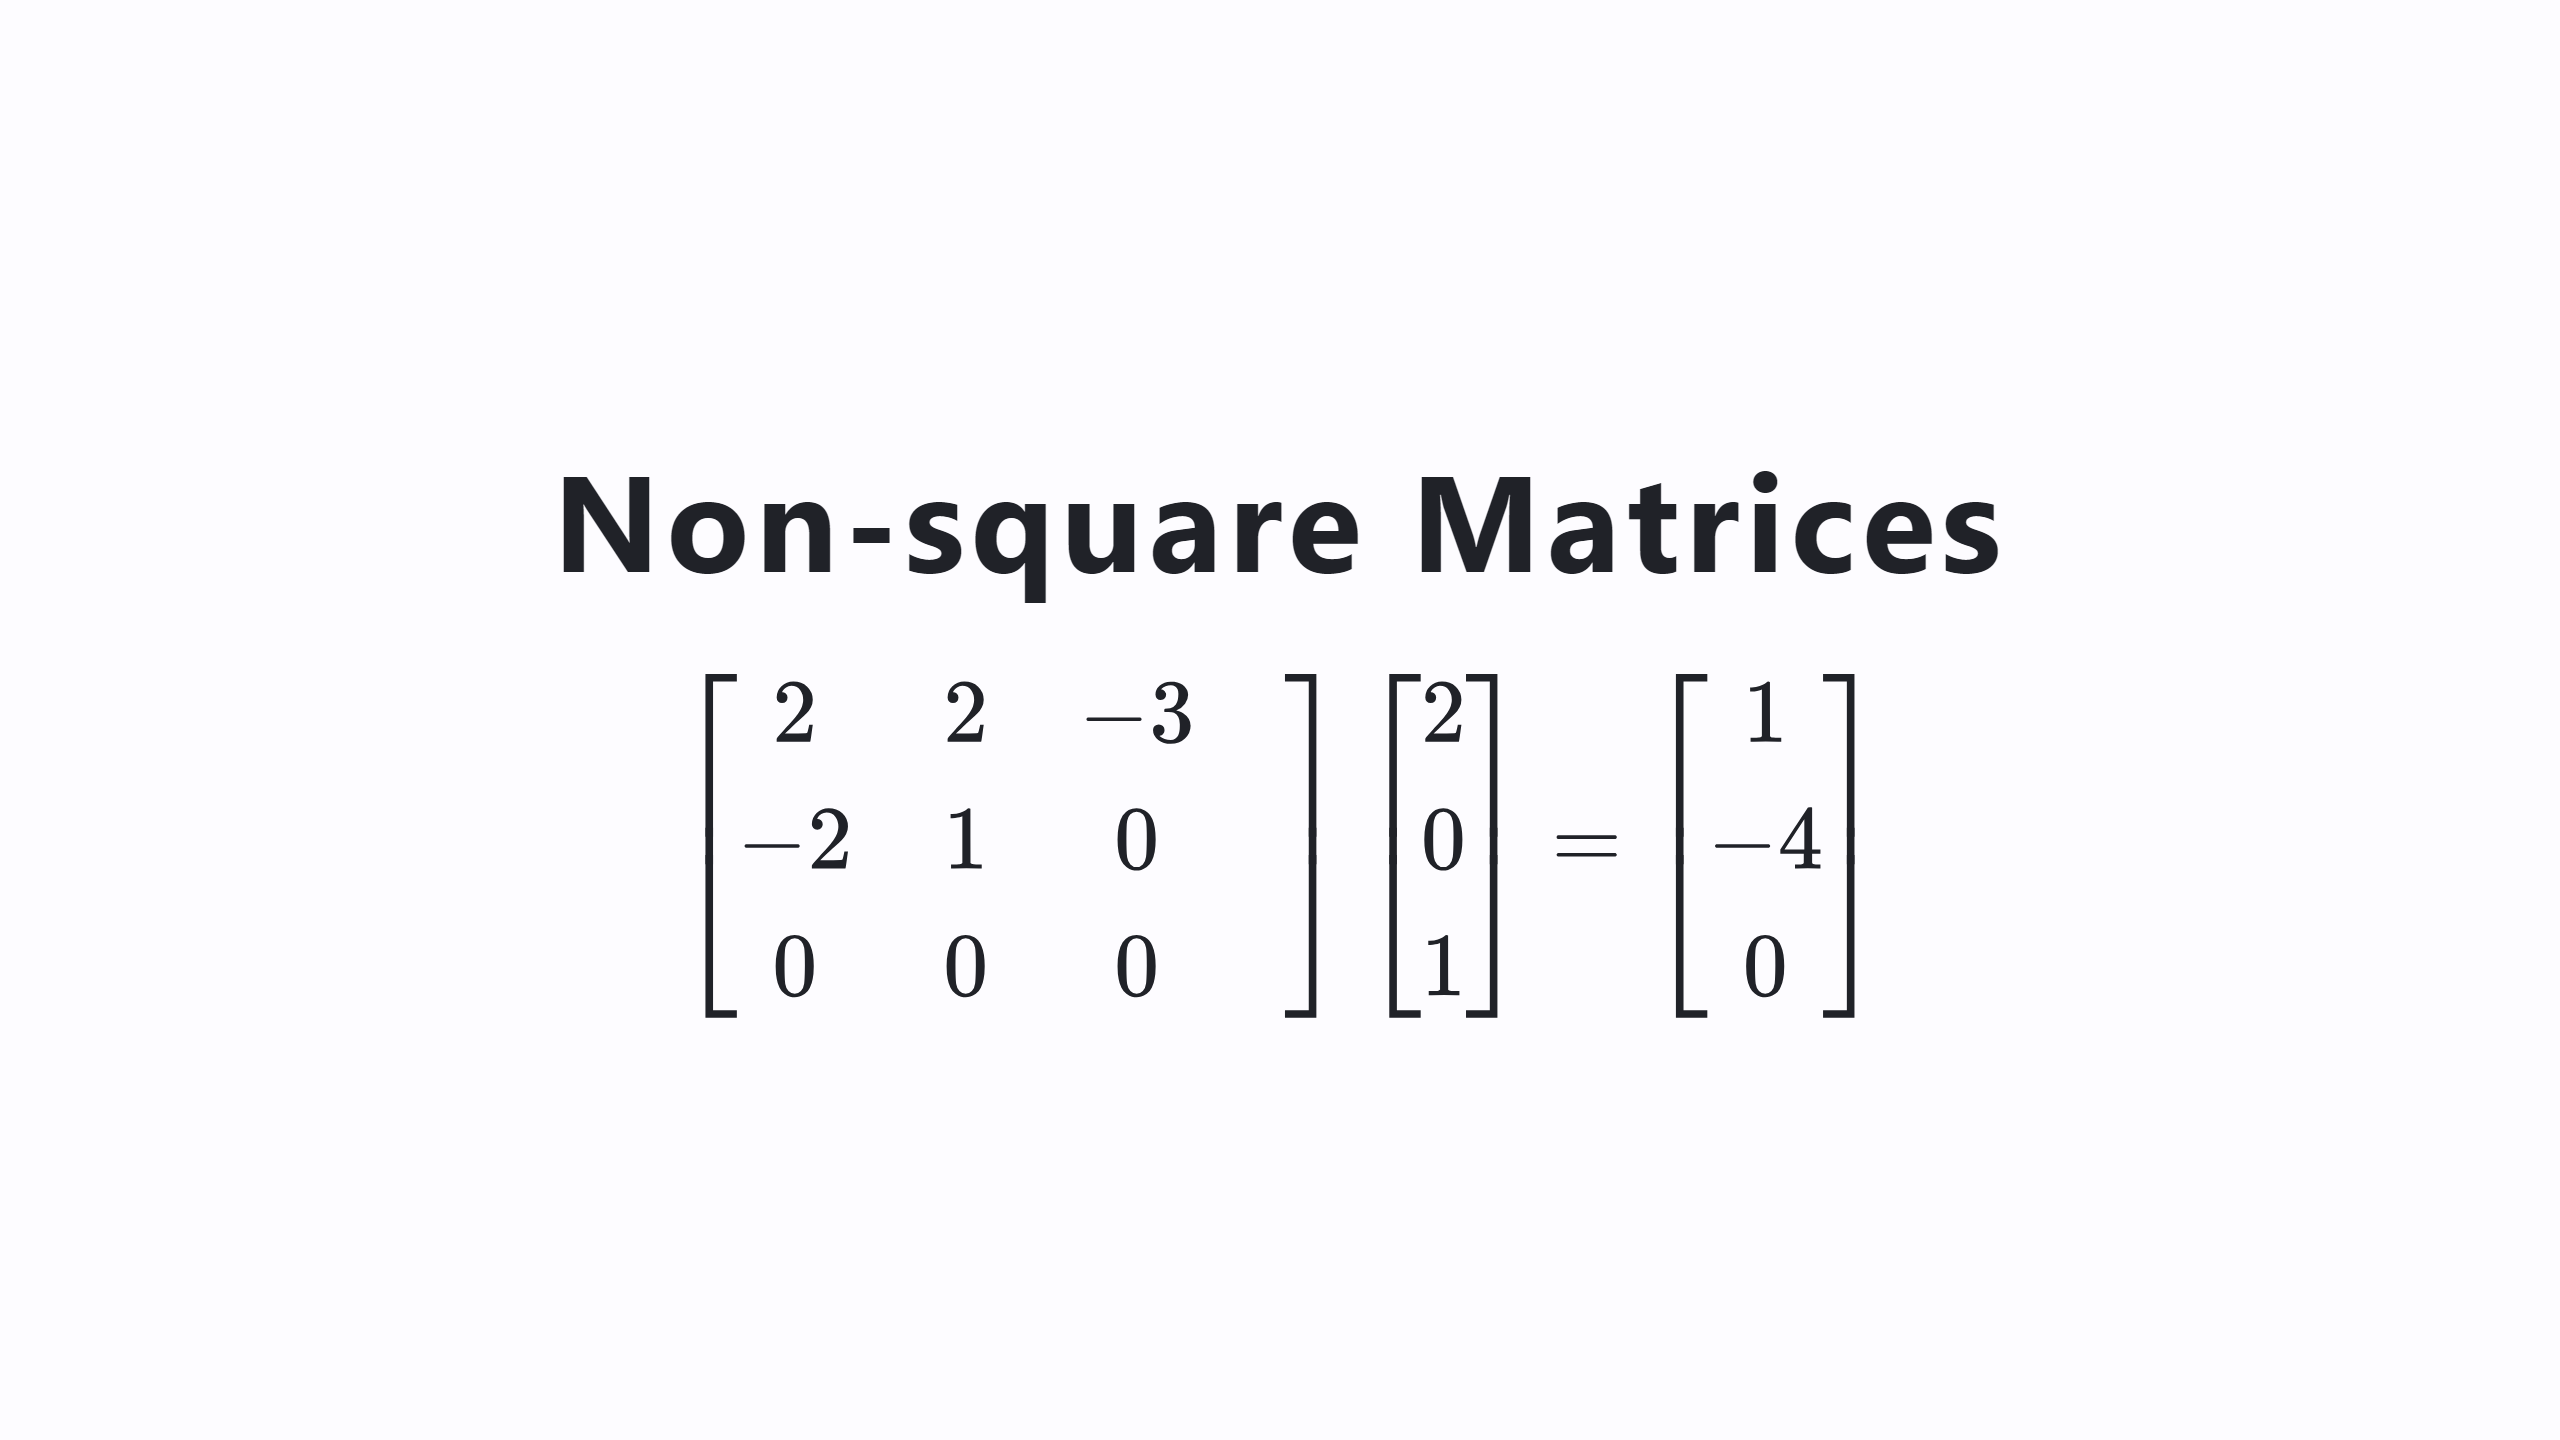 Non-square Matrices
2 2 −3 2 1
−2 1 0 0 = −4
0 0 0 1 0